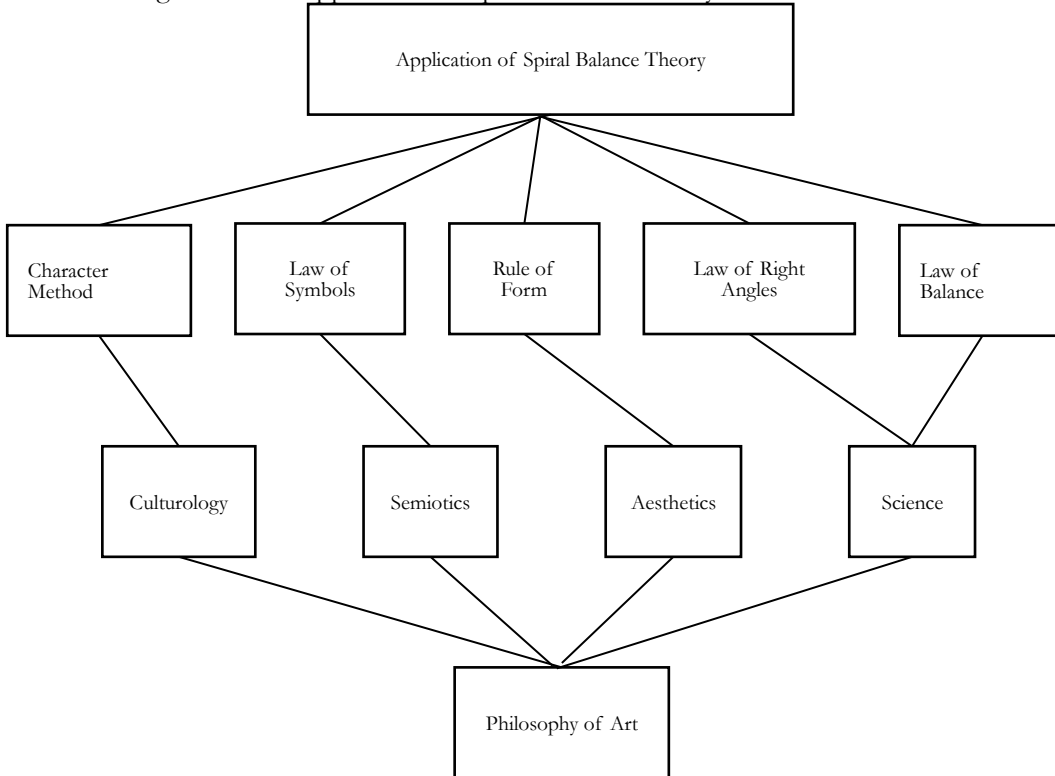 Application of Spiral Balance Theory
Character
Method
Law of
Symbols
Rule of
Form
Law of Right
Angles
Law of
Balance
Culturology
Semiotics
Aesthetics
Science
Philosophy of Art